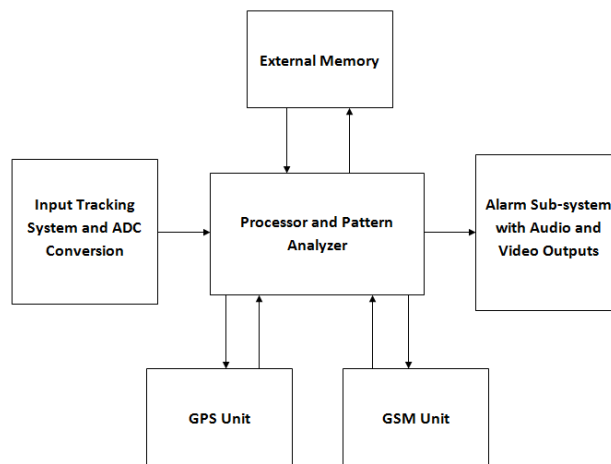 External Memory
Input Tracking
System and ADC
Conversion
Processor and Pattern
Analyzer
Alarm Sub-system
with Audio and
Video Outputs
GPS Unit
GSM Unit